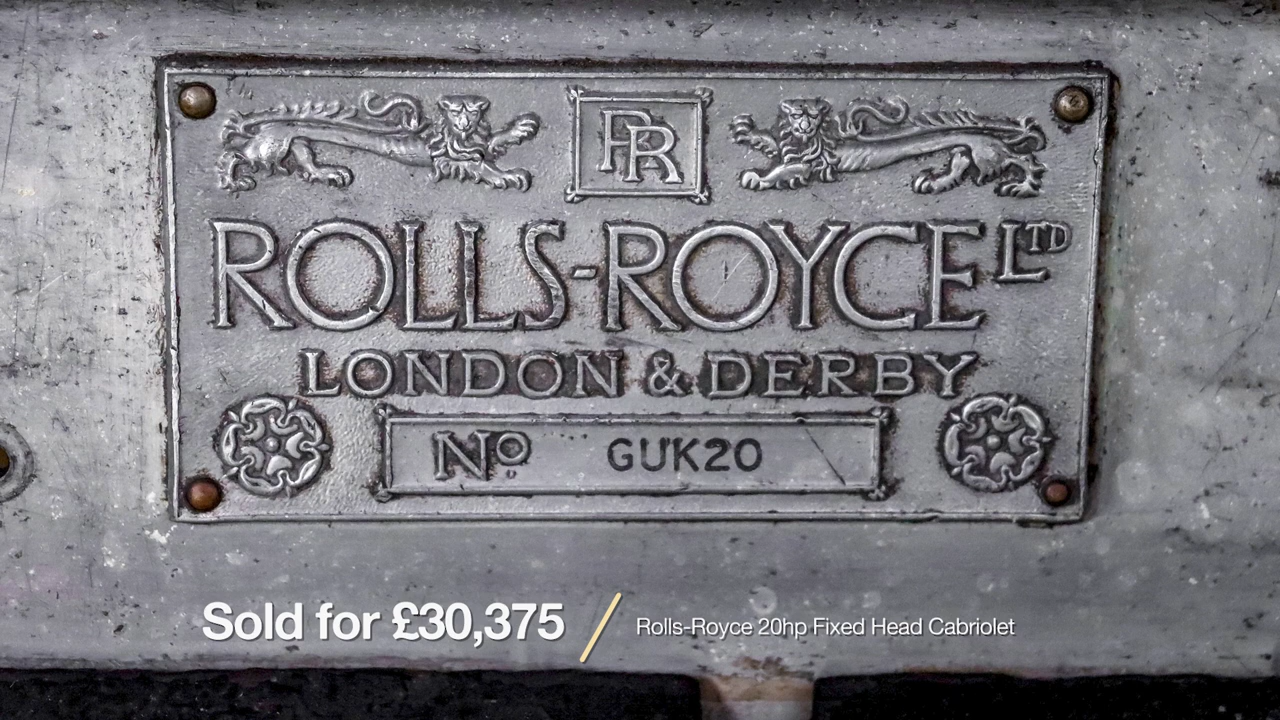 RR
ROLLS-ROYCE LTD
LONDON & DERBY
No GUK20
Sold for £30,375 / Rolls-Royce 20hp Fixed Head Cabriolet